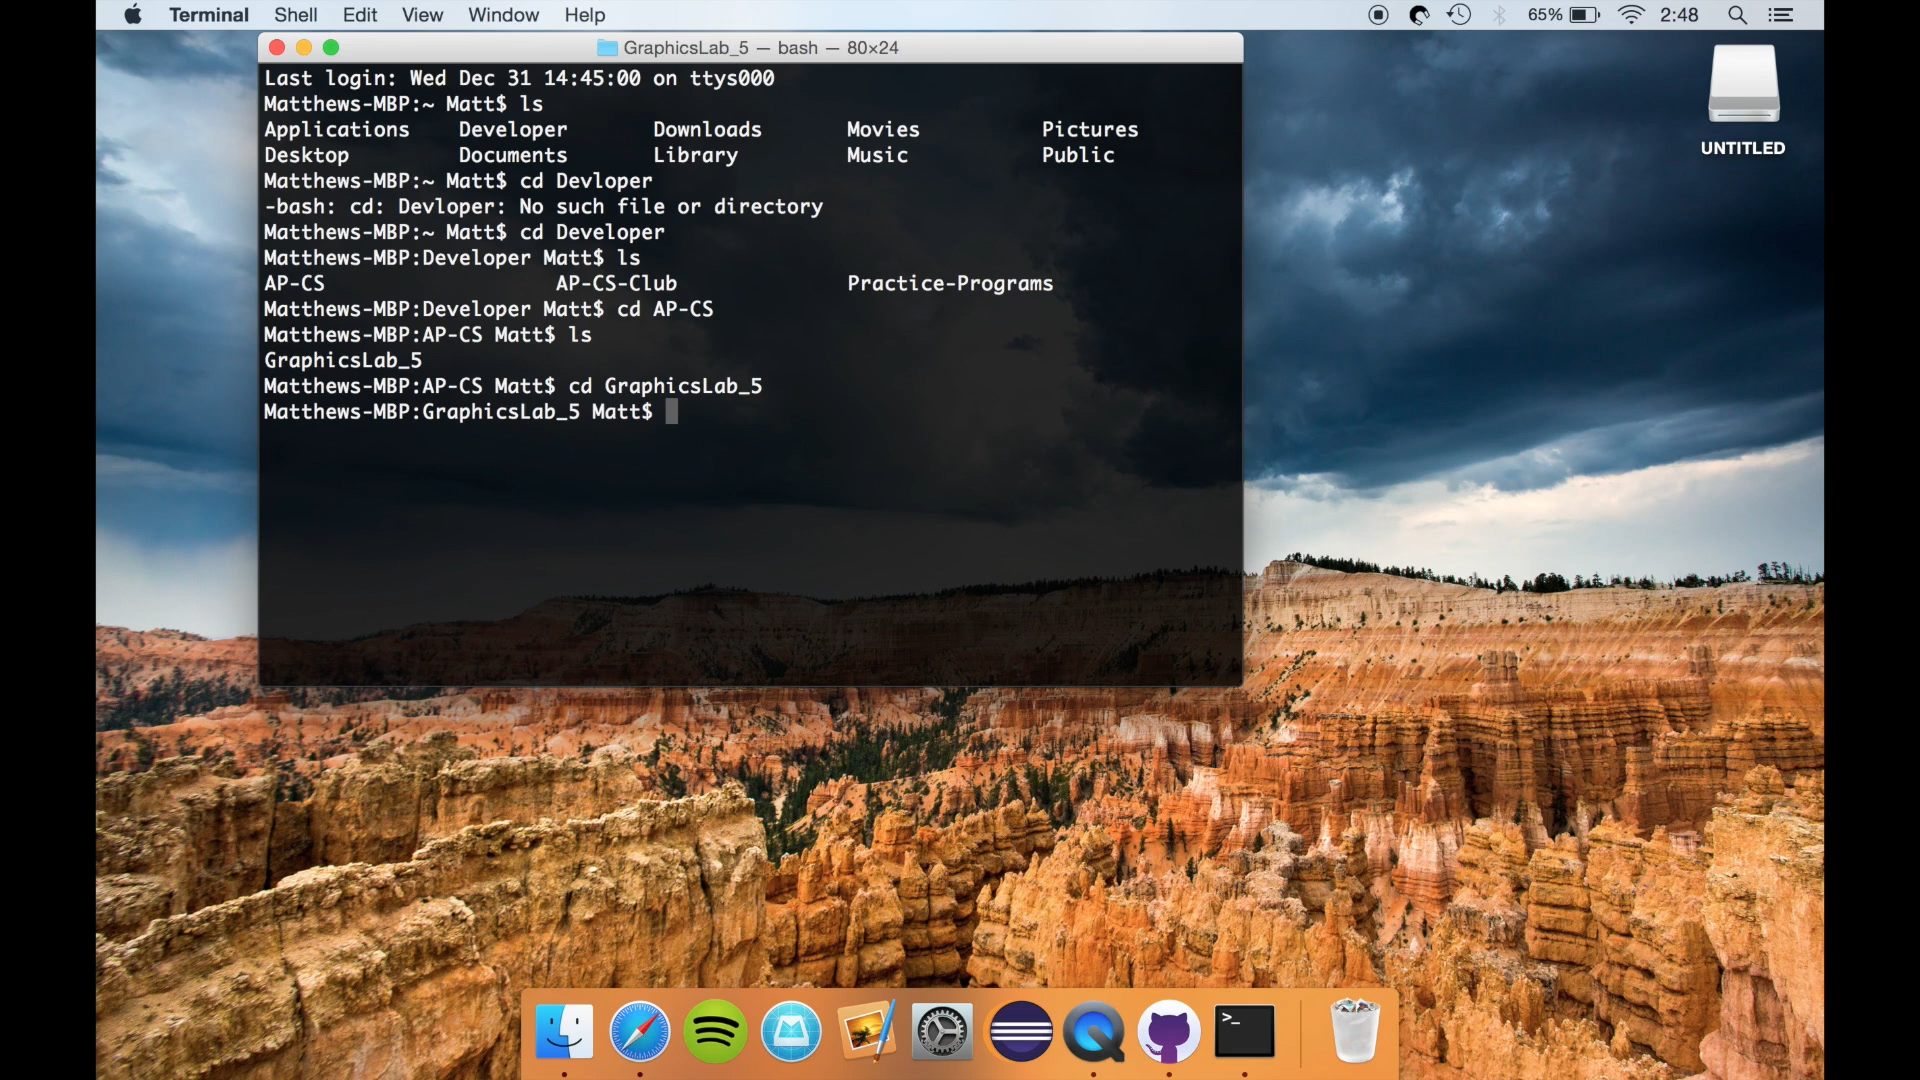 Terminal Shell Edit View Window Help 65% 2:48
GraphicsLab_5 — bash — 80×24
Last login: Wed Dec 31 14:45:00 on ttys000
Matthews-MBP:~ Matt$ ls
Applications Developer Downloads Movies Pictures
Desktop Documents Library Music Public
Matthews-MBP:~ Matt$ cd Devloper
-bash: cd: Devloper: No such file or directory
Matthews-MBP:~ Matt$ cd Developer
Matthews-MBP:Developer Matt$ ls
AP-CS AP-CS-Club Practice-Programs
Matthews-MBP:Developer Matt$ cd AP-CS
Matthews-MBP:AP-CS Matt$ ls
GraphicsLab_5
Matthews-MBP:AP-CS Matt$ cd GraphicsLab_5
Matthews-MBP:GraphicsLab_5 Matt$
UNTITLED
>_